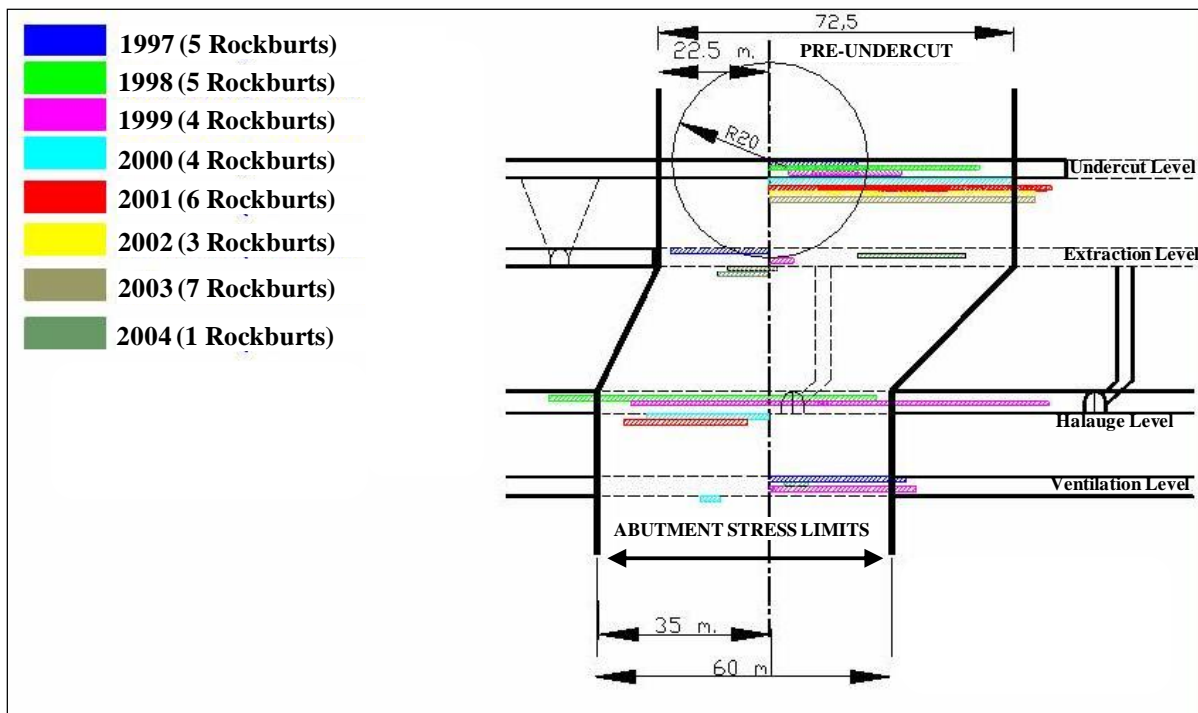 1997 (5 Rockburts)
1998 (5 Rockburts)
1999 (4 Rockburts)
2000 (4 Rockburts)
2001 (6 Rockburts)
2002 (3 Rockburts)
2003 (7 Rockburts)
2004 (1 Rockburts)
72,5
22.5 m.
PRE-UNDERCUT
R20
Undercut Level
Extraction Level
Halauge Level
Ventilation Level
ABUTMENT STRESS LIMITS
35 m.
60 m